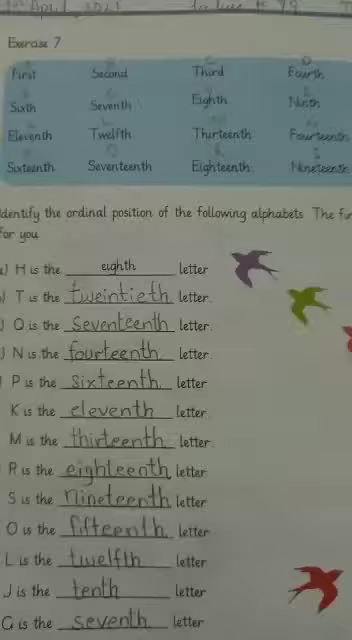 Exercise 7
First Second Third Fourth
Sixth Seventh Eighth Ninth
Eleventh Twelfth Thirteenth Fourteenth
Sixteenth Seventeenth Eighteenth Nineteenth
Identify the ordinal position of the following alphabets The
for you
H is the eighth letter
T is the tweintieth letter.
Q is the seventeenth letter.
N is the fourteenth letter.
P is the sixteenth letter
K is the eleventh letter
M is the thirteenth letter.
R is the eighteenth letter
S is the nineteenth letter
O is the fifteenth letter.
L is the twelfth letter
J is the tenth letter
G is the seventh letter